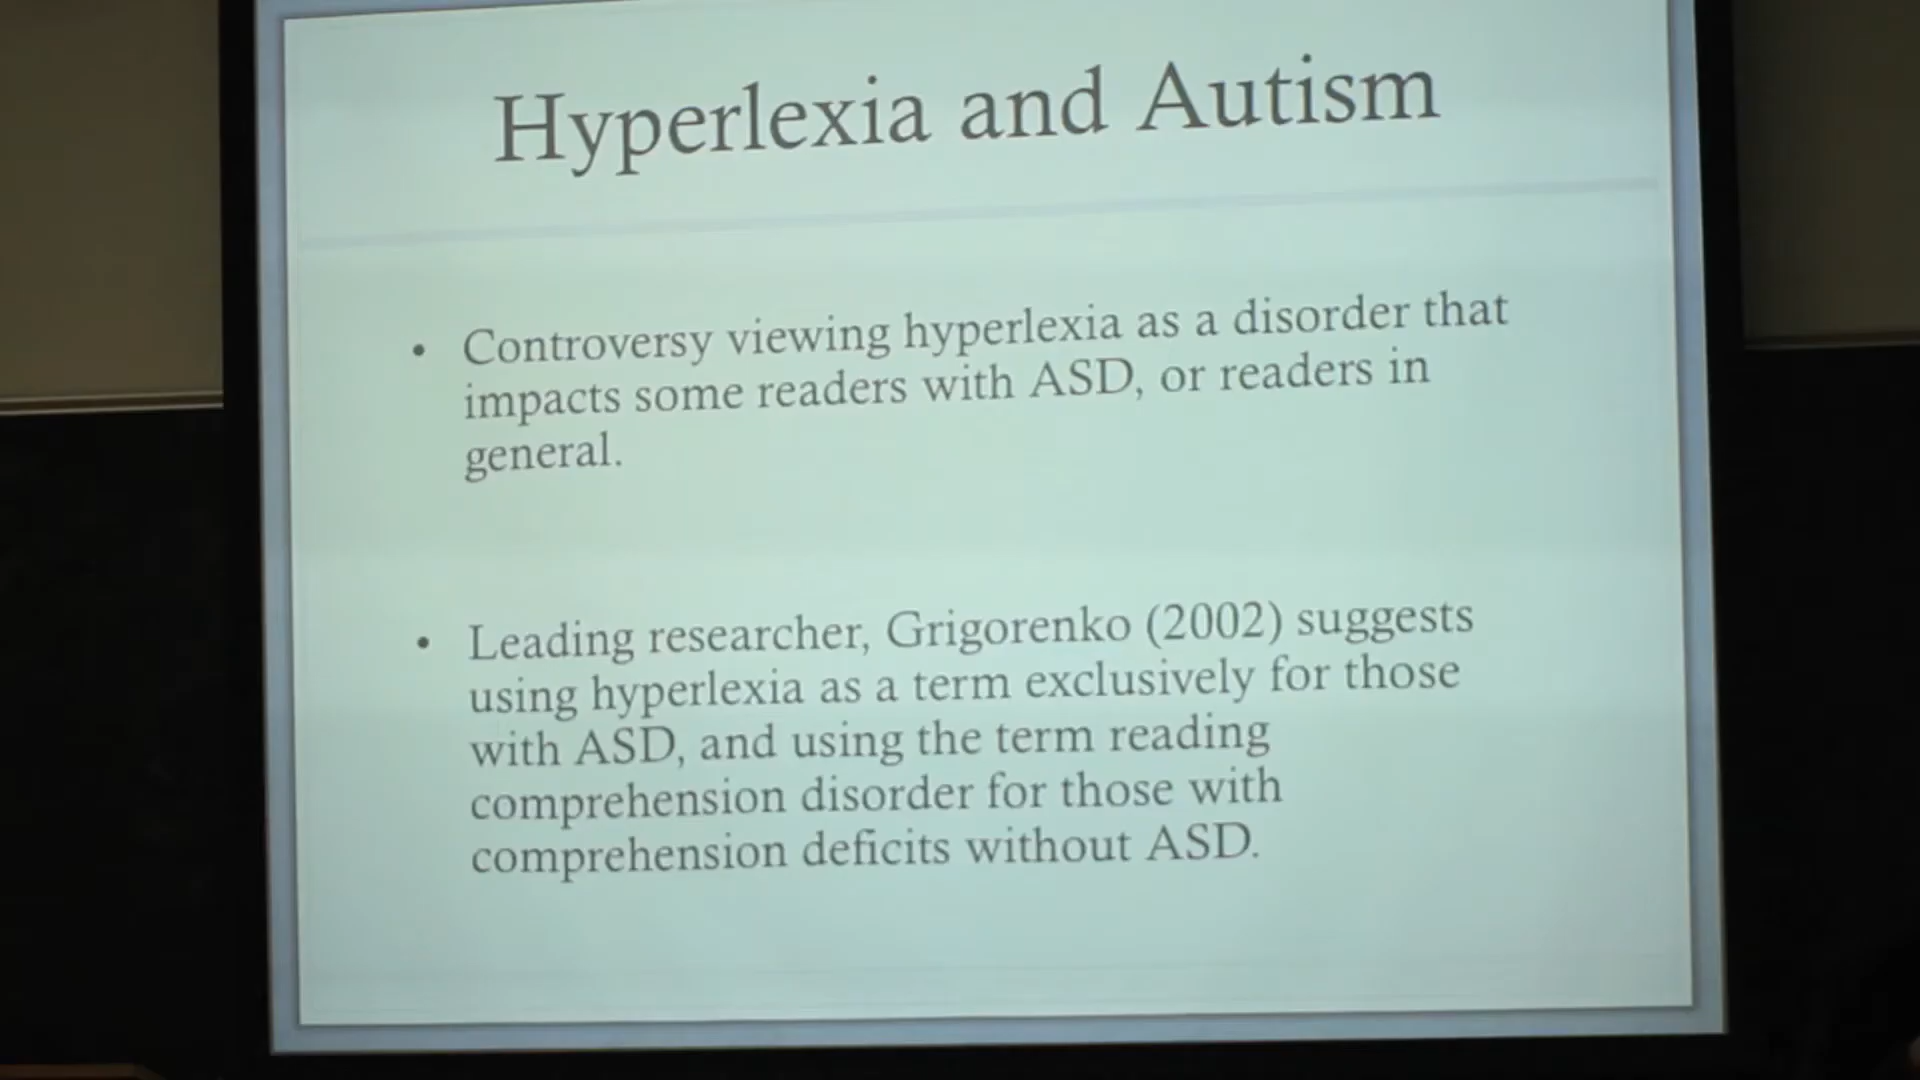 Hyperlexia and Autism
• Controversy viewing hyperlexia as a disorder that
impacts some readers with ASD, or readers in
general.
• Leading researcher, Grigorenko (2002) suggests
using hyperlexia as a term exclusively for those
with ASD, and using the term reading
comprehension disorder for those with
comprehension deficits without ASD.